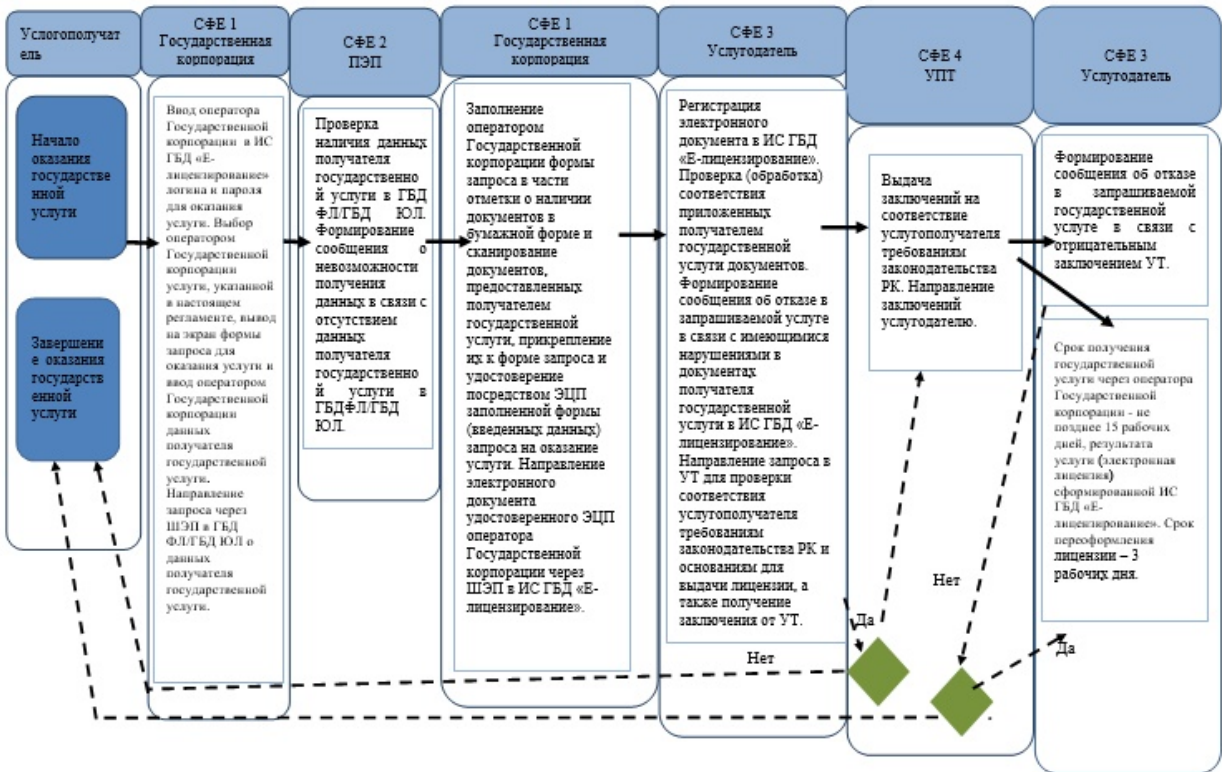 Услогополучат
ель
СФЕ 1
Государственная
корпорация
СФЕ 2
ПЭП
СФЕ 1
Государственная
корпорация
СФЕ 3
Услугодатель
СФЕ 4
УПТ
СФЕ 3
Услугодатель
Начало
оказания
государстве
нной
услуги
Завершени
е оказания
государств
енной
услуги
Ввод оператора
Государственной
корпорации в ИС
ГБД «Е-
лицензирование»
логина и пароля
для оказания
услуги. Выбор
оператором
Государственной
корпорации
услуги, указанной
в настоящем
регламенте, вывод
на экран формы
запроса для
оказания услуги и
ввод оператором
Государственной
корпорации
данных
получателя
государственной
услуги.
Направление
запроса через
ШЭП в ГБД
ФЛ/ГБД ЮЛ о
данных
получателя
государственной
услуги.
Проверка
наличия данных
получателя
государственно
й услуги в ГБД
ФЛ/ГБД ЮЛ.
Формирование
сообщения о
невозможности
получения
данных в связи с
отсутствием
данных
получателя
государственно
й услуги в
ГБДФЛ/ГБД
ЮЛ.
Заполнение
оператором
Государственной
корпорации формы
запроса в части
отметки о наличии
документов в
бумажной форме и
сканирование
документов,
предоставленных
получателем
государственной
услуги, прикрепление
их к форме запроса и
удостоверение
посредством ЭЦП
заполненной формы
(введенных данных)
запроса на оказание
услуги. Направление
электронного
документа
удостоверенного ЭЦП
оператора
Государственной
корпорации через
ШЭП в ИС ГБД «Е-
лицензирование».
Регистрация
электронного
документа в ИС ГБД
«Е-лицензирование».
Проверка (обработка)
соответствия
приложенных
получателем
государственной
услуги документов.
Формирование
сообщения об отказе в
запрашиваемой услуге
в связи с имеющимися
нарушениями в
документах
получателя
государственной
услуги в ИС ГБД «Е-
лицензирование».
Направление запроса в
УТ для проверки
соответствия
услугополучателя
требованиям
законодательства РК и
основаниям для
выдачи лицензии, а
также получение
заключения от УТ.
Выдача
заключений на
соответствие
услугополучателя
требованиям
законодательства
РК. Направление
заключений
услугодателю.
Формирование
сообщения об отказе
в запрашиваемой
государственной
услуге в связи с
отрицательным
заключением УТ.
Срок получения
государственной
услуги через оператора
Государственной
корпорации - не
позднее 15 рабочих
дней, результата
услуги (электронная
лицензия)
сформированной ИС
ГБД «Е-
лицензирование». Срок
переоформления
лицензии – 3
рабочих дня.
Нет
Да
Нет
Да